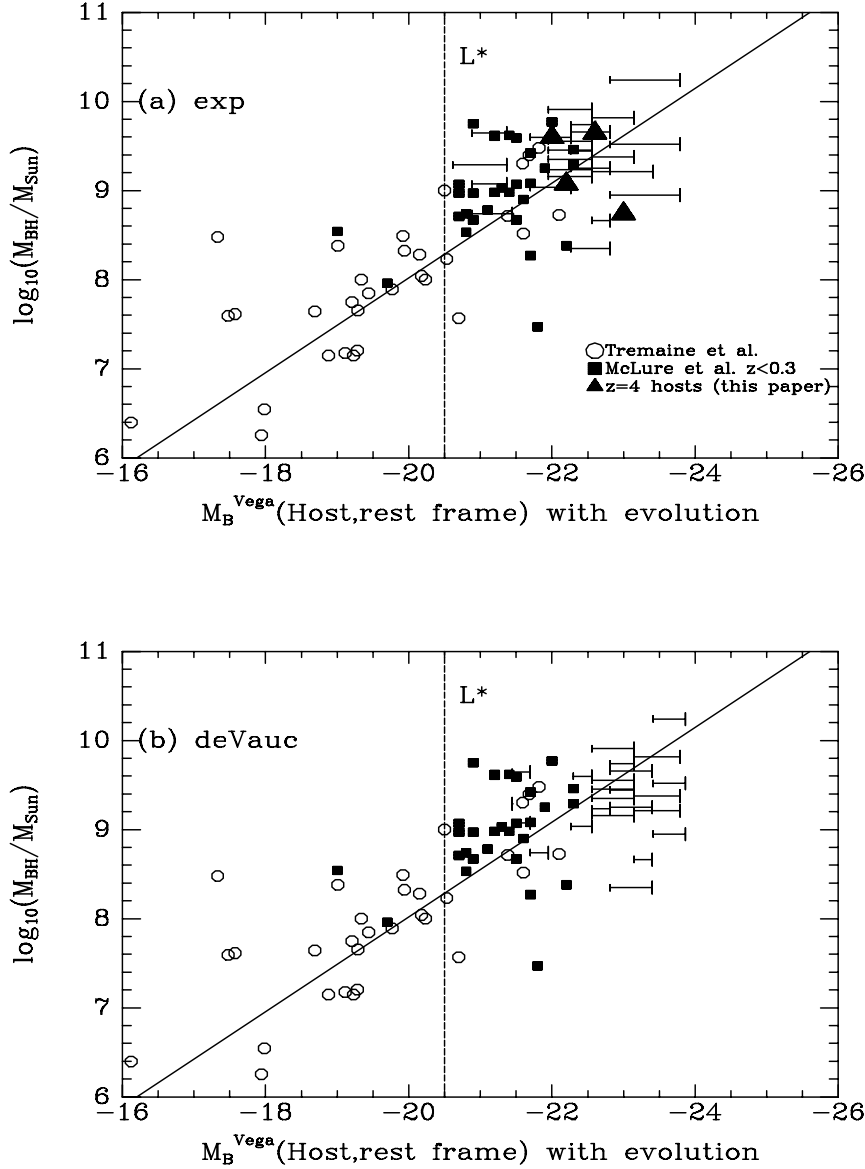 11
L*
(a) exp
10
9
8
7
6
log10(MBH/MSun)
Tremaine et al.
McLure et al. z<0.3
z=4 hosts (this paper)
−16 −18 −20 −22 −24 −26
MBVega(Host,rest frame) with evolution
11
L*
(b) deVauc
10
9
8
7
6
log10(MBH/MSun)
−16 −18 −20 −22 −24 −26
MBVega(Host,rest frame) with evolution